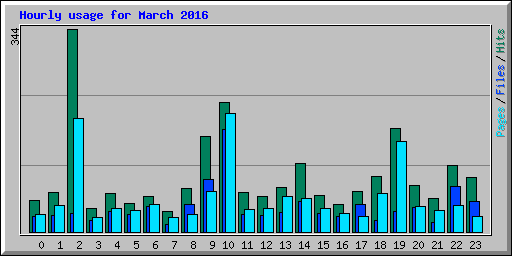 Hourly usage for March 2016
344
Pages/Files/Hits
0 1 2 3 4 5 6 7 8 9 10 11 12 13 14 15 16 17 18 19 20 21 22 23